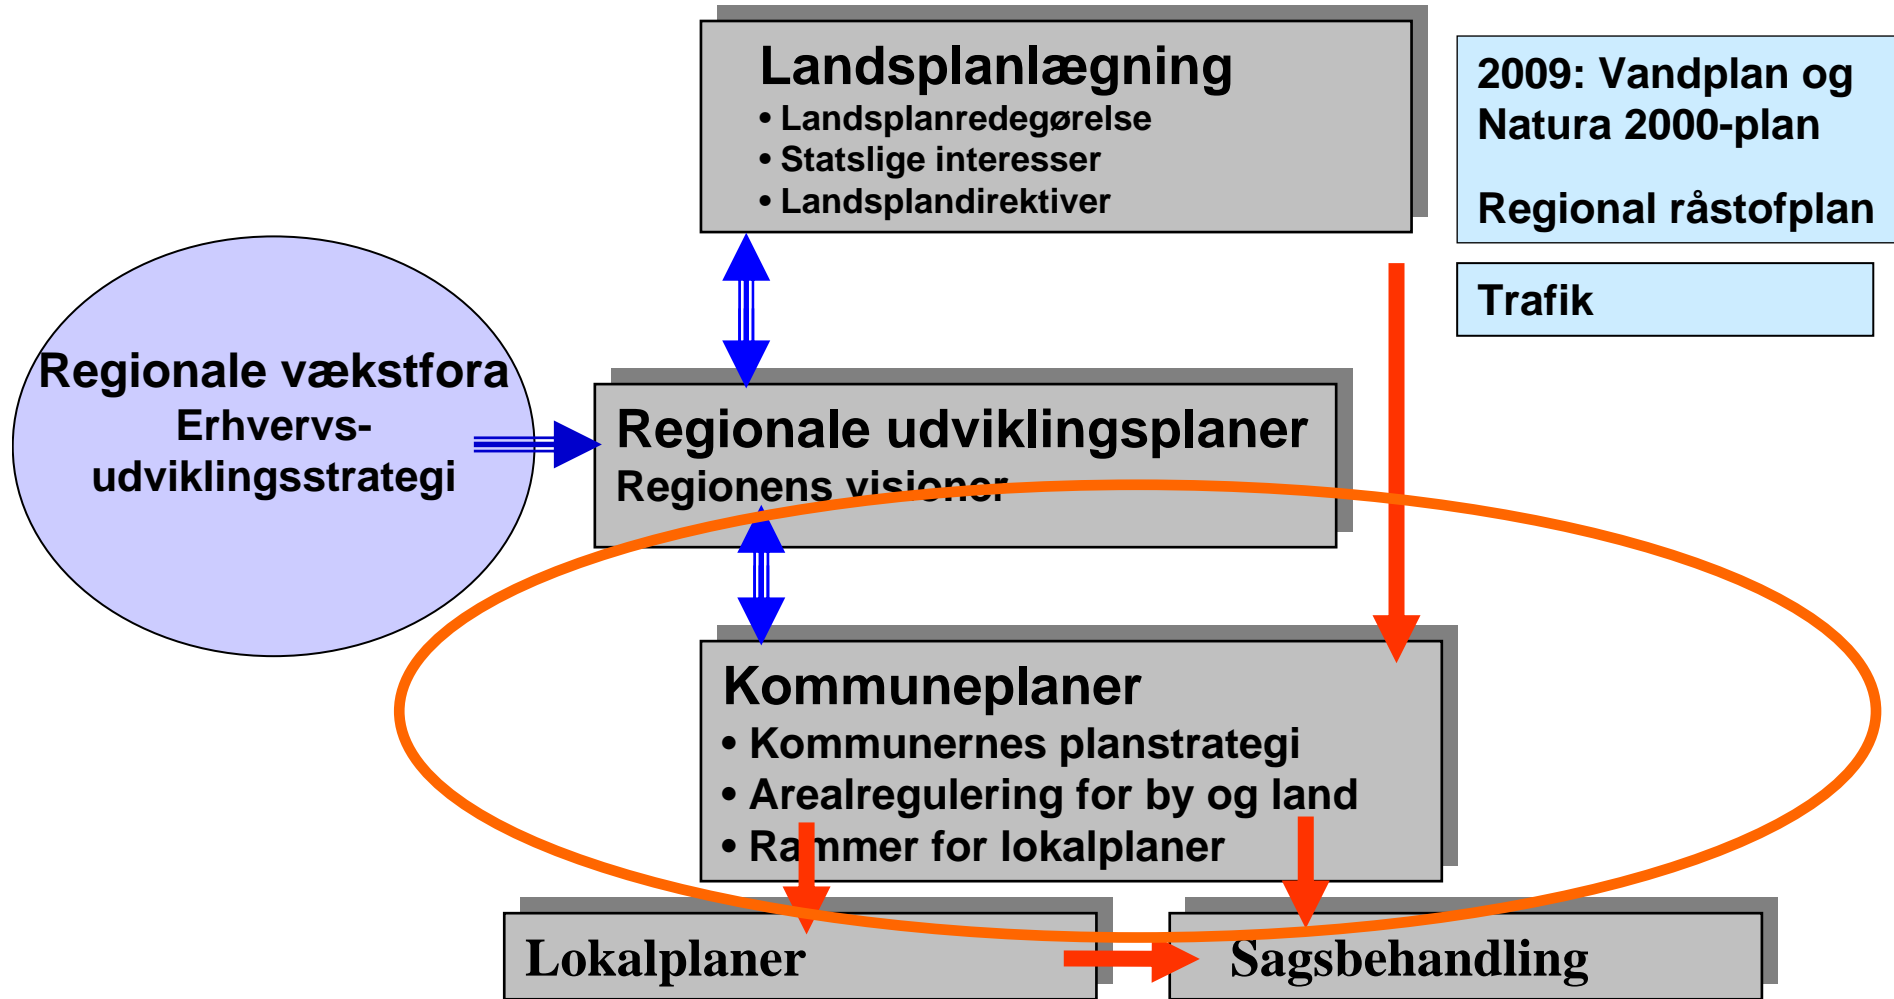 Landsplanlægning
• Landsplanredegørelse
• Statslige interesser
• Landsplandirektiver
2009: Vandplan og
Natura 2000-plan
Regional råstofplan
Trafik
Regionale vækstfora
Erhvervs-
udviklingsstrategi
Regionale udviklingsplaner
Regionens visioner
Kommuneplaner
• Kommunernes planstrategi
• Arealregulering for by og land
• Rammer for lokalplaner
Lokalplaner
Sagsbehandling